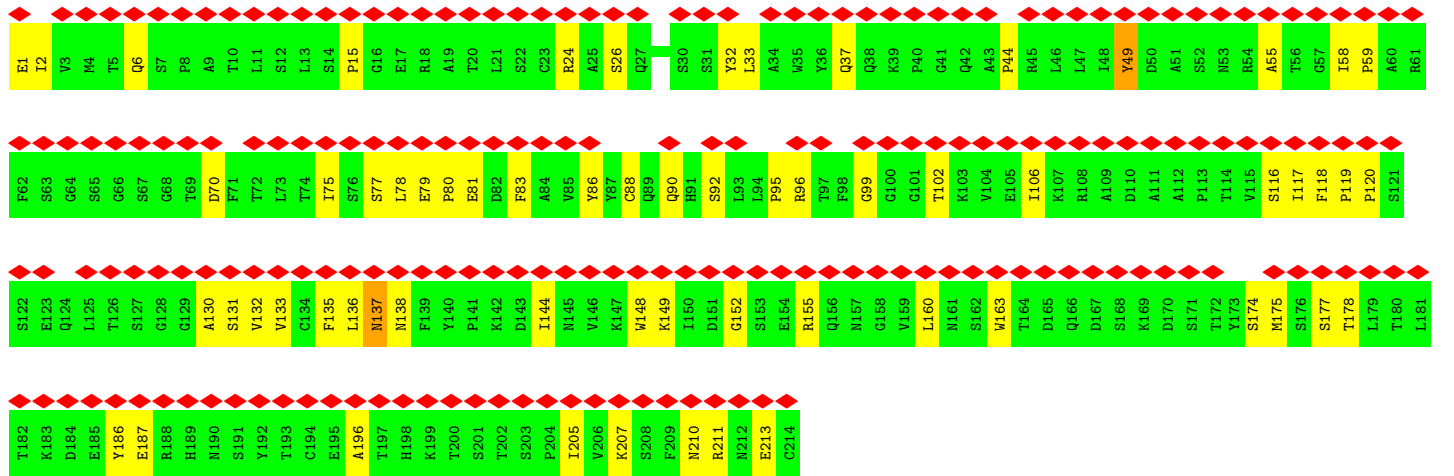 E1 I2 V3 M4 T5 Q6 S7 P8 A9 T10 L11 S12 L13 S14 P15 G16 E17 R18 A19 T20 L21 S22 C23 R24 A25 S26 Q27 S30 S31 Y32 L33 A34 W35 Y36 Q37 Q38 K39 P40 G41 Q42 A43 P44 R45 L46 L47 I48 Y49 D50 A51 S52 N53 R54 A55 T56 G57 I58 P59 A60 R61
F62 S63 G64 S65 G66 S67 G68 T69 D70 F71 T72 L73 T74 I75 S76 S77 L78 E79 P80 E81 D82 F83 A84 V85 Y86 Y87 C88 Q89 Q90 H91 S92 L93 L94 P95 R96 T97 F98 G99 G100 G101 T102 K103 V104 E105 I106 K107 R108 A109 D110 A111 A112 P113 T114 V115 S116 I117 F118 P119 P120 S121
S122 E123 Q124 L125 T126 S127 G128 G129 A130 S131 V132 V133 C134 F135 L136 N137 N138 F139 Y140 P141 K142 D143 I144 N145 V146 K147 W148 K149 I150 D151 G152 S153 E154 R155 Q156 N157 G158 V159 L160 N161 S162 W163 T164 D165 Q166 D167 S168 K169 D170 S171 T172 Y173 S174 M175 S176 S177 T178 L179 T180 L181
T182 K183 D184 E185 Y186 E187 R188 H189 N190 S191 Y192 T193 C194 E195 A196 T197 H198 K199 T200 S201 T202 S203 P204 I205 V206 K207 S208 F209 N210 R211 N212 E213 C214